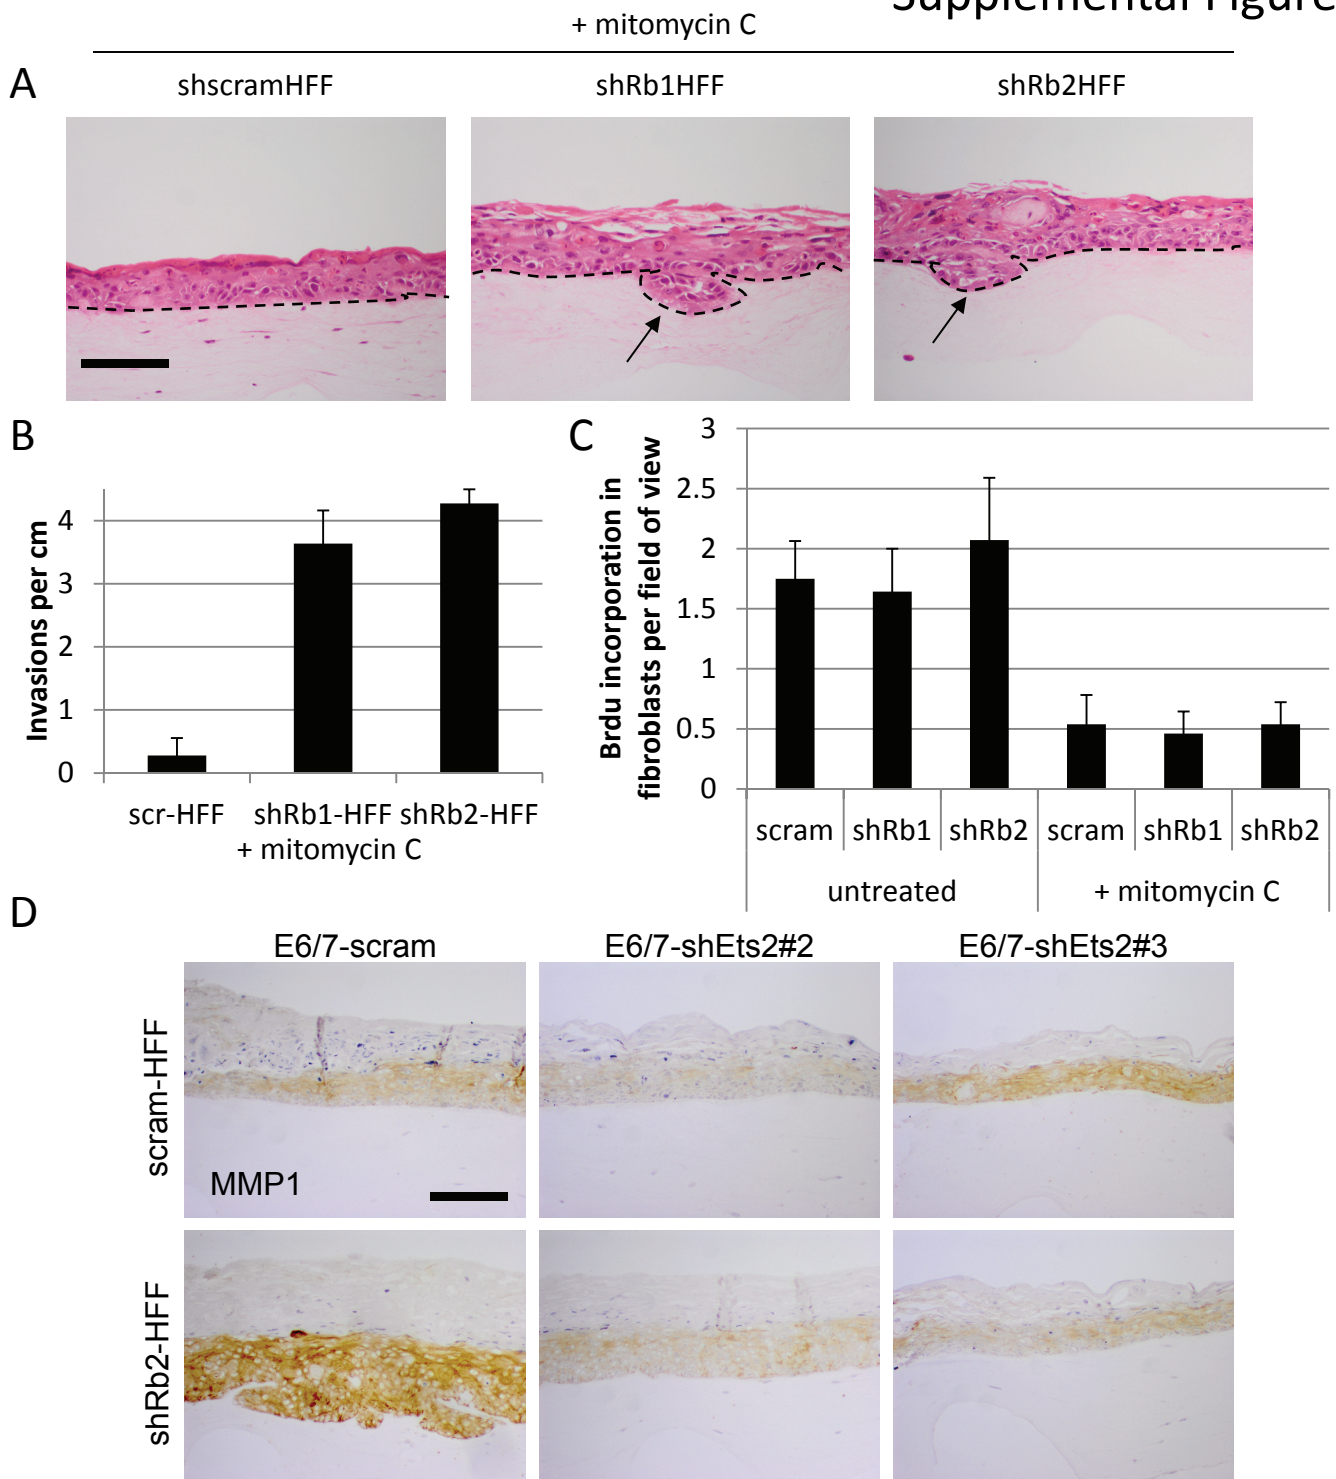 Supplemental Figure
+ mitomycin C
A
shscramHFF
shRb1HFF
shRb2HFF
B
Invasions per cm
4
3
2
1
0
scr-HFF
shRb1-HFF
shRb2-HFF
+ mitomycin C
C
Brdu incorporation in
fibroblasts per field of view
3
2.5
2
1.5
1
0.5
0
scram
shRb1
shRb2
scram
shRb1
shRb2
untreated
+ mitomycin C
D
E6/7-scram
E6/7-shEts2#2
E6/7-shEts2#3
scram-HFF
MMP1
shRb2-HFF